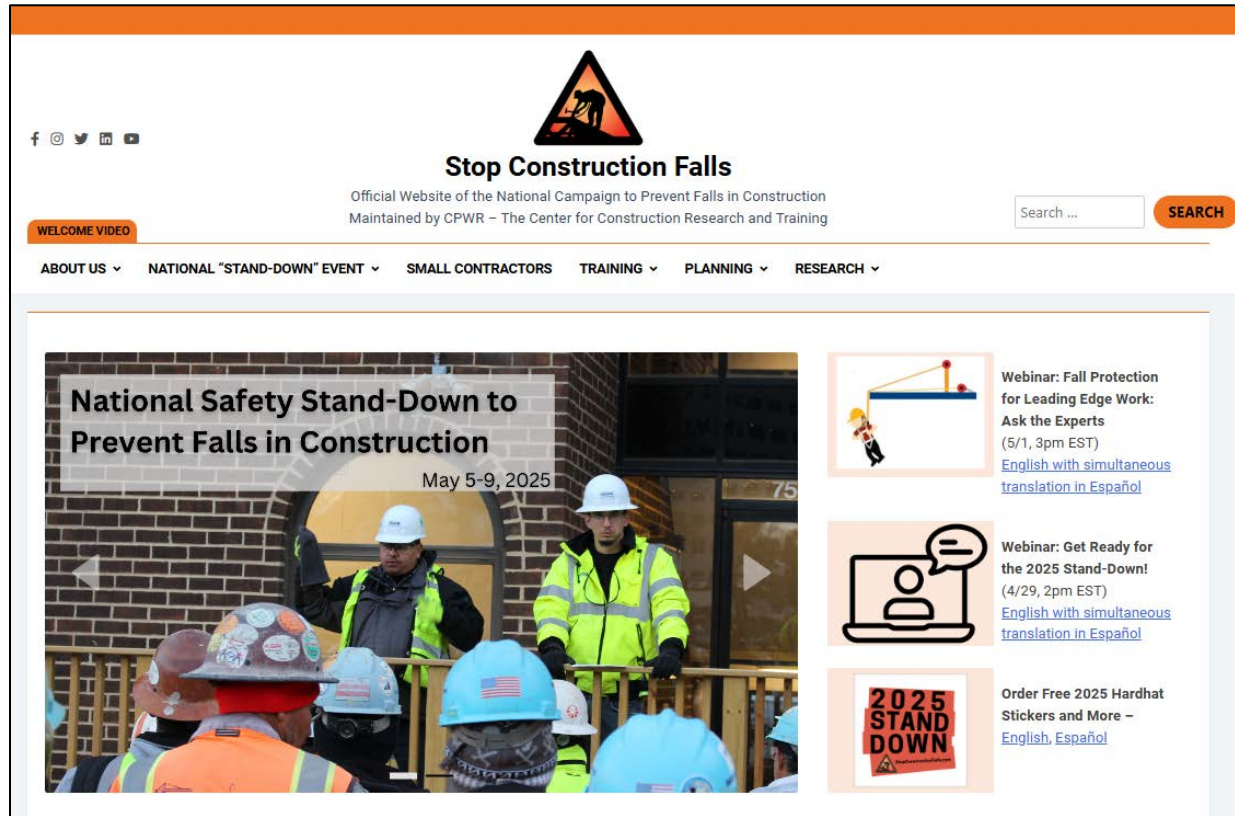 Stop Construction Falls
Official Website of the National Campaign to Prevent Falls in Construction
Maintained by CPWR – The Center for Construction Research and Training
Search ...
SEARCH
WELCOME VIDEO
ABOUT US
NATIONAL "STAND-DOWN" EVENT
SMALL CONTRACTORS
TRAINING
PLANNING
RESEARCH
National Safety Stand-Down to
Prevent Falls in Construction
May 5-9, 2025
75
Webinar: Fall Protection
for Leading Edge Work:
Ask the Experts
(5/1, 3pm EST)
English with simultaneous
translation in Español
Webinar: Get Ready for
the 2025 Stand-Down!
(4/29, 2pm EST)
English with simultaneous
translation in Español
2025
STAND
DOWN
StopConstructionFalls.com
Order Free 2025 Hardhat
Stickers and More –
English, Español